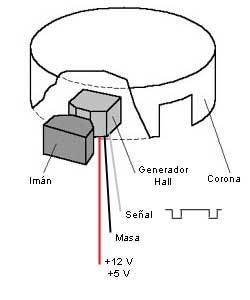 Imán
Generador
Hall
Corona
Señal
Masa
+12 V
+5 V